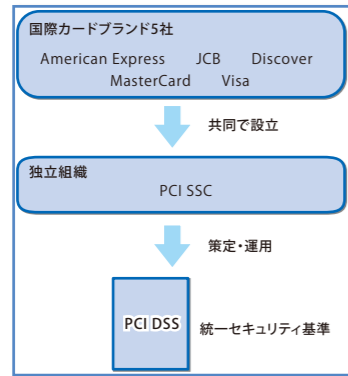 国際カードブランド5社
American Express JCB Discover
MasterCard Visa
共同で設立
独立組織
PCI SSC
策定・運用
PCI DSS
統一セキュリティ基準